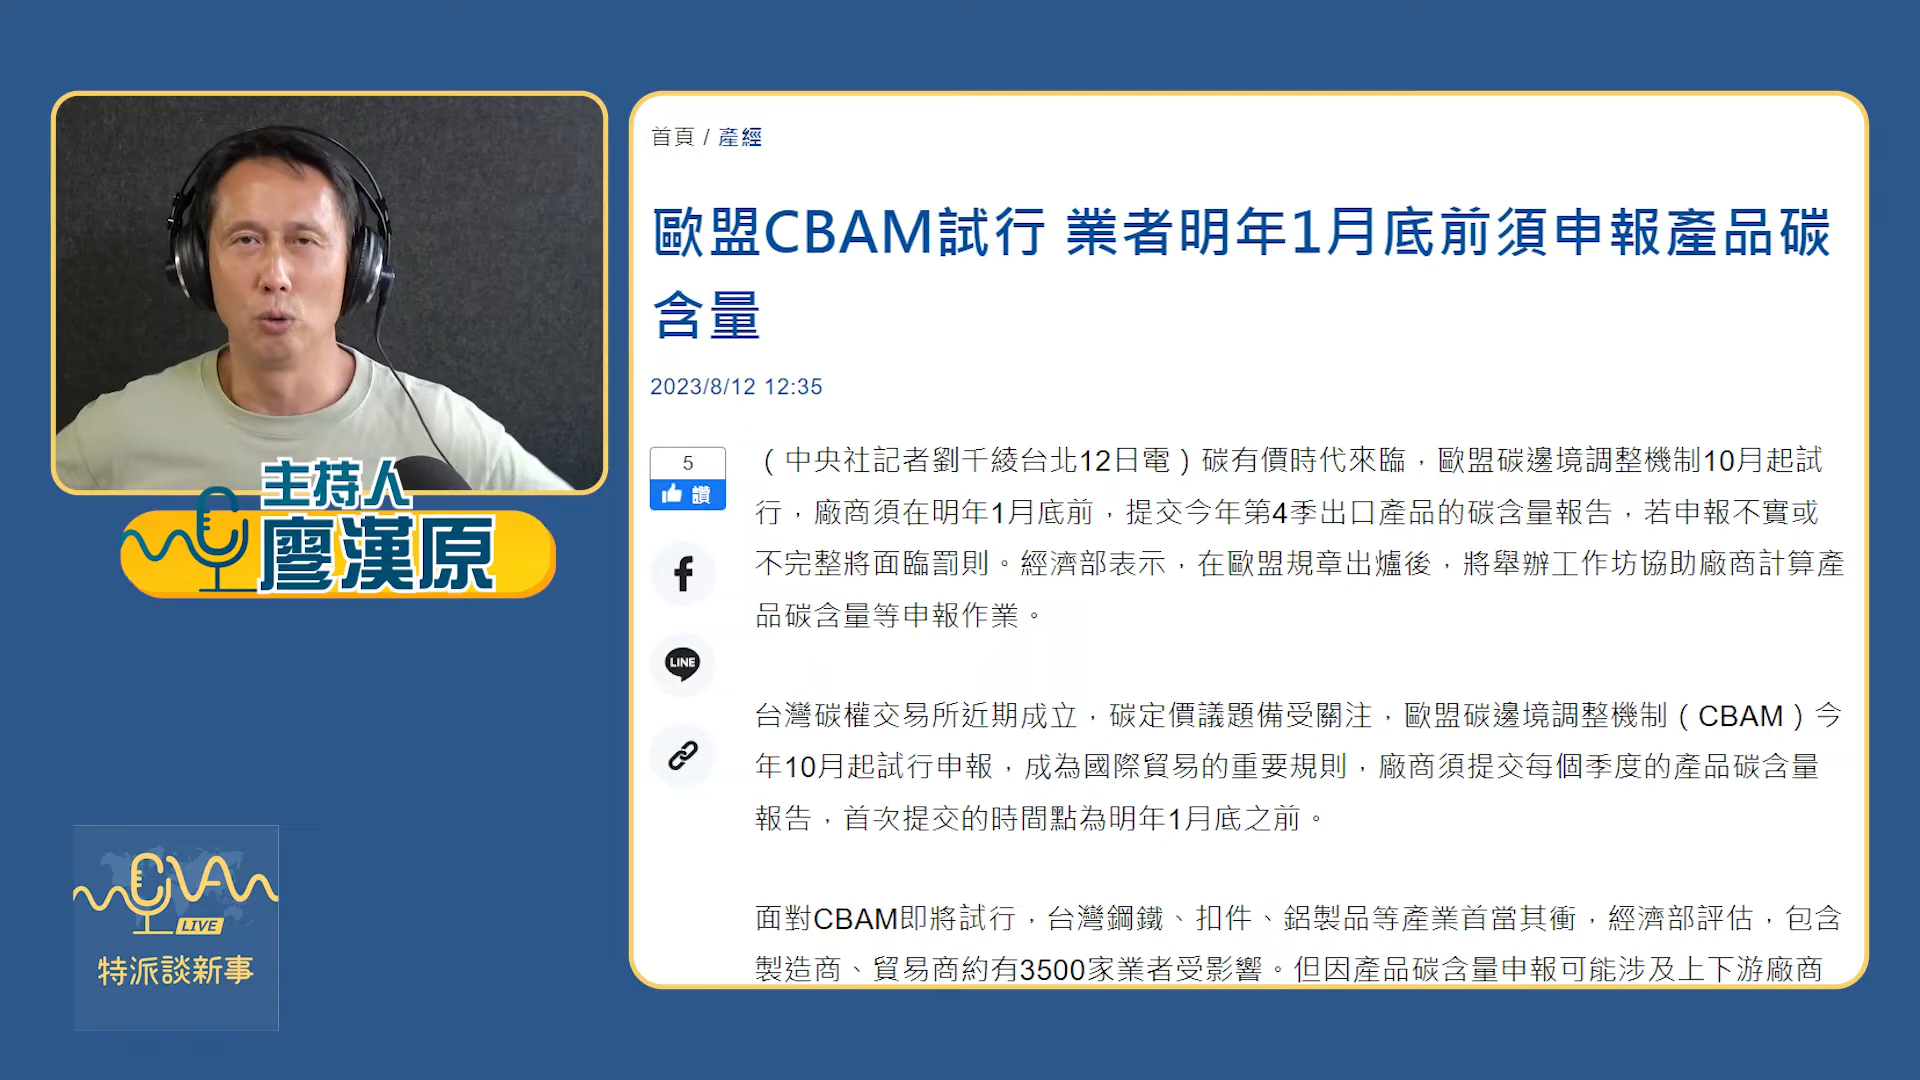 主持人
廖漢原
CNA
LIVE
特派談新事
首頁 / 產經
歐盟CBAM試行 業者明年1月底前須申報產品碳
含量
2023/8/12 12:35
5
讚
LINE
（中央社記者劉千綾台北12日電）碳有價時代來臨，歐盟碳邊境調整機制10月起試
行，廠商須在明年1月底前，提交今年第4季出口產品的碳含量報告，若申報不實或
不完整將面臨罰則。經濟部表示，在歐盟規章出爐後，將舉辦工作坊協助廠商計算產
品碳含量等申報作業。
台灣碳權交易所近期成立，碳定價議題備受關注，歐盟碳邊境調整機制（CBAM）今
年10月起試行申報，成為國際貿易的重要規則，廠商須提交每個季度的產品碳含量
報告，首次提交的時間點為明年1月底之前。
面對CBAM即將試行，台灣鋼鐵、扣件、鋁製品等產業首當其衝，經濟部評估，包含
製造商、貿易商約有3500家業者受影響。但因產品碳含量申報可能涉及上下游廠商